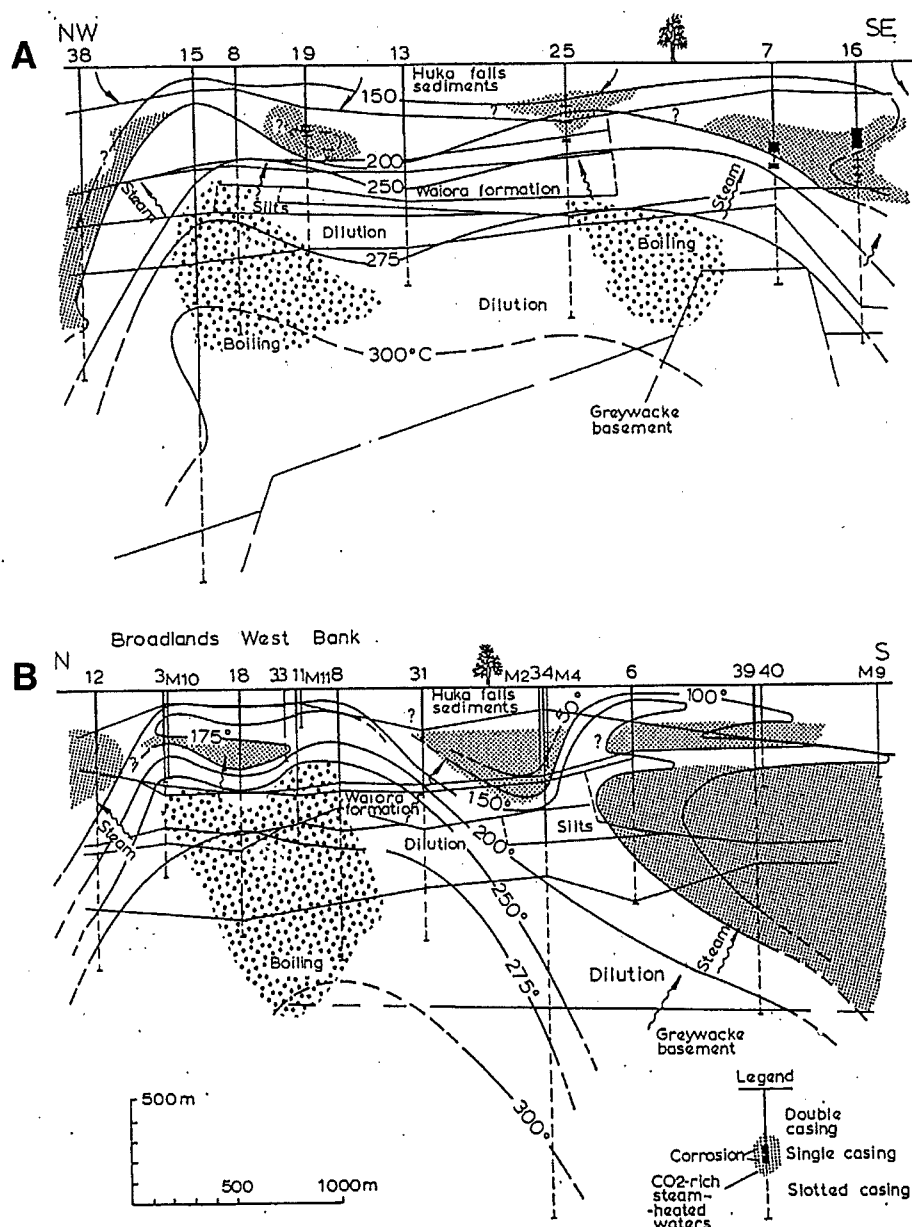 A
NW
SE
38 15 8 19 13 25 7 16
Huka falls
sediments
150
?
?
?
?
200
250
Waiora formation
Steam
Steam
Silts
Dilution
Boiling
275
Dilution
Boiling
300°C
Greywacke
basement
Broadlands West Bank
B
N
S
12 3 M10 18 33 11 M11 8 31 M2 34 M4 6 39 40 M9
Huka falls
sediments
50°
100°
?
?
?
175°
150°
Waiora
formation
Steam
Dilution
200°
Silts
250°
Boiling
275°
Dilution
Steam
Greywacke
basement
300°
500m
500 1000m
Legend
Double
casing
Corrosion
Single casing
CO2-rich
steam-
-heated
waters
Slotted casing